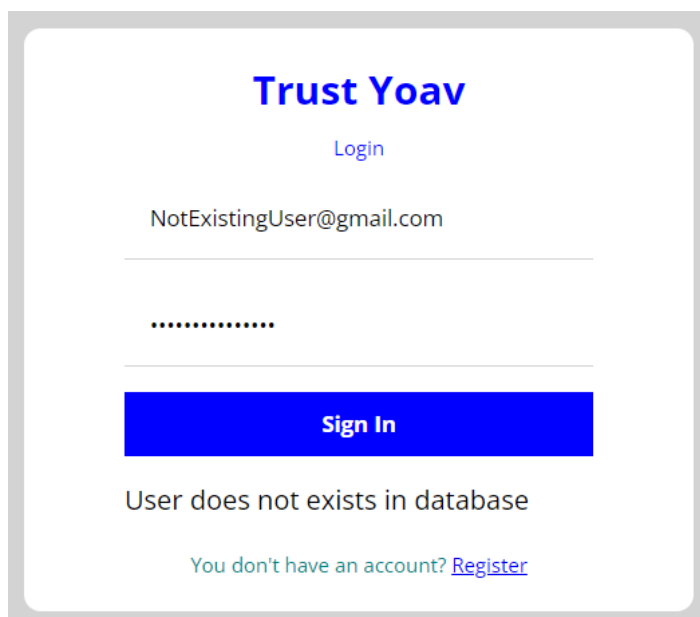 Trust Yoav
Login
NotExistingUser@gmail.com
•••••••••••••••
Sign In
User does not exists in database
You don't have an account? Register